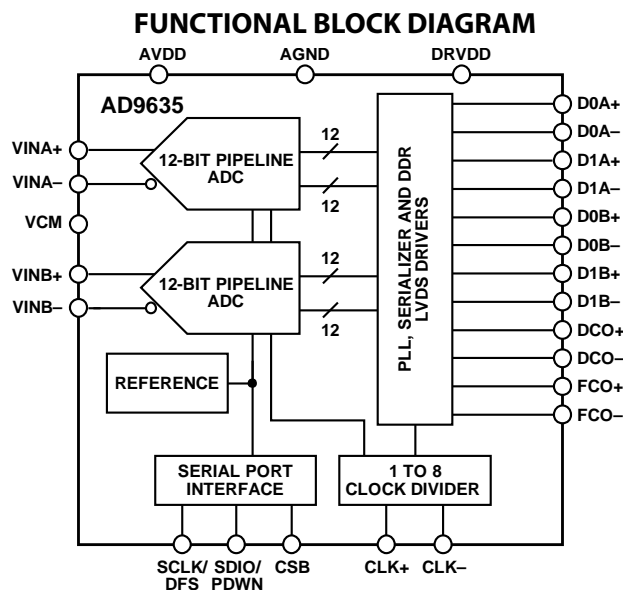 FUNCTIONAL BLOCK DIAGRAM
AVDD
AGND
DRVDD
AD9635
VINA+
VINA–
VCM
VINB+
VINB–
12-BIT PIPELINE
ADC
12
12
12-BIT PIPELINE
ADC
12
12
REFERENCE
PLL, SERIALIZER AND DDR
LVDS DRIVERS
D0A+
D0A–
D1A+
D1A–
D0B+
D0B–
D1B+
D1B–
DCO+
DCO–
FCO+
FCO–
SERIAL PORT
INTERFACE
1 TO 8
CLOCK DIVIDER
SCLK/
DFS
SDIO/
PDWN
CSB
CLK+
CLK–